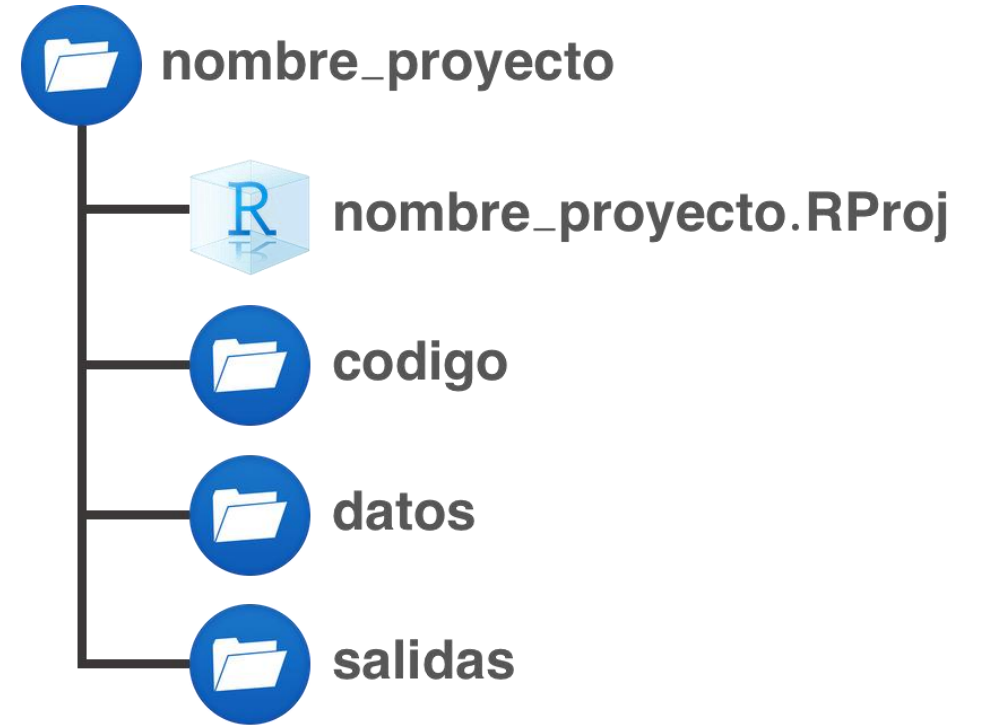 nombre_proyecto
R
nombre_proyecto.RProj
codigo
datos
salidas